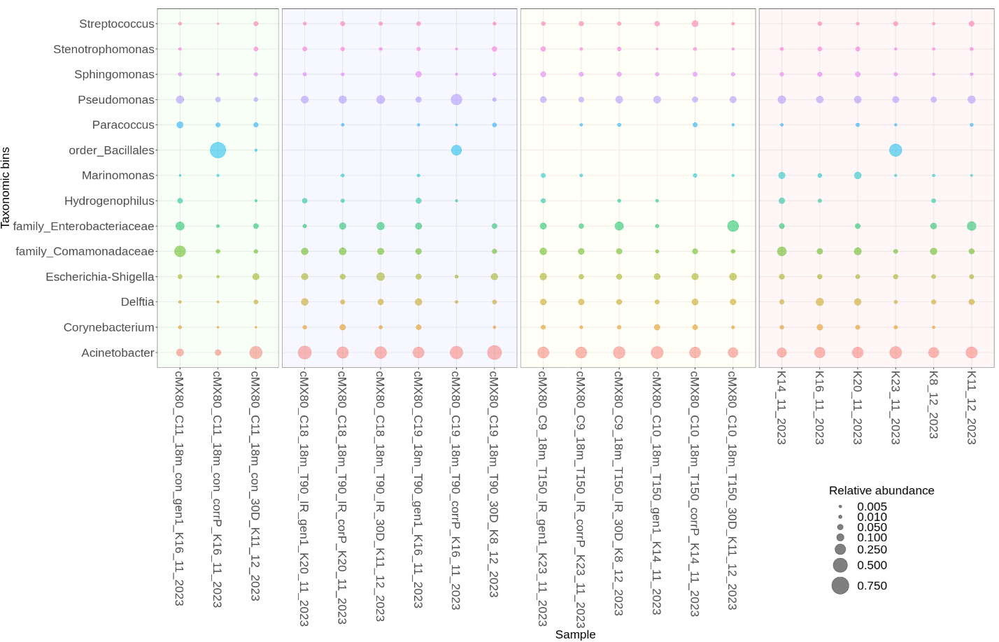 Taxonomic bins
Streptococcus
Stenotrophomonas
Sphingomonas
Pseudomonas
Paracoccus
order_Bacillales
Marinomonas
Hydrogenophilus
family_Enterobacteriaceae
family_Comamonadaceae
Escherichia-Shigella
Delftia
Corynebacterium
Acinetobacter
cMX80_C11_18m_con_gen1_K16_11_2023
cMX80_C11_18m_con_corrP_K16_11_2023
cMX80_C11_18m_con_30D_K11_12_2023
cMX80_C18_18m_T90_IR_gen1_K20_11_2023
cMX80_C18_18m_T90_IR_corP_K20_11_2023
cMX80_C18_18m_T90_IR_30D_K11_12_2023
cMX80_C19_18m_T90_gen1_K16_11_2023
cMX80_C19_18m_T90_corrP_K16_11_2023
cMX80_C19_18m_T90_30D_K8_12_2023
cMX80_C9_18m_T150_IR_gen1_K23_11_2023
cMX80_C9_18m_T150_IR_corrP_K23_11_2023
cMX80_C9_18m_T150_IR_30D_K8_12_2023
cMX80_C10_18m_T150_gen1_K14_11_2023
cMX80_C10_18m_T150_corrP_K14_11_2023
cMX80_C10_18m_T150_30D_K11_12_2023
K14_11_2023
K16_11_2023
K20_11_2023
K23_11_2023
K8_12_2023
K11_12_2023
Sample
Relative abundance
0.005
0.010
0.050
0.100
0.250
0.500
0.750